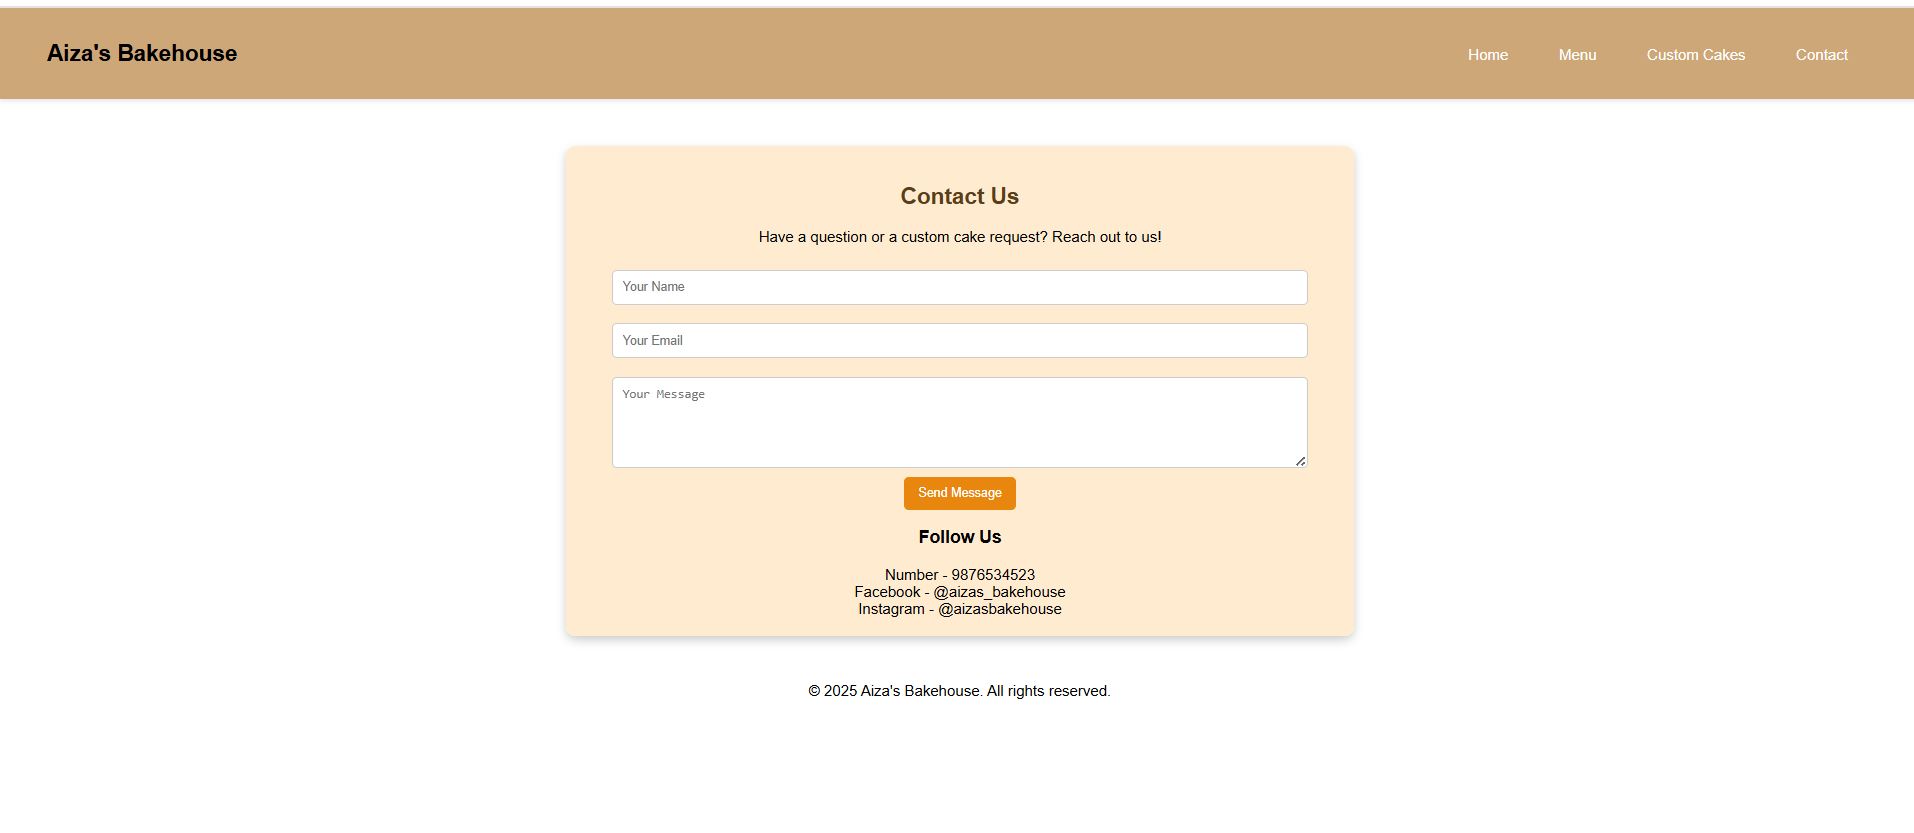 Aiza's Bakehouse
Home Menu Custom Cakes Contact
Contact Us
Have a question or a custom cake request? Reach out to us!
Your Name
Your Email
Your Message
Send Message
Follow Us
Number - 9876534523
Facebook - @aizas_bakehouse
Instagram - @aizasbakehouse
© 2025 Aiza's Bakehouse. All rights reserved.